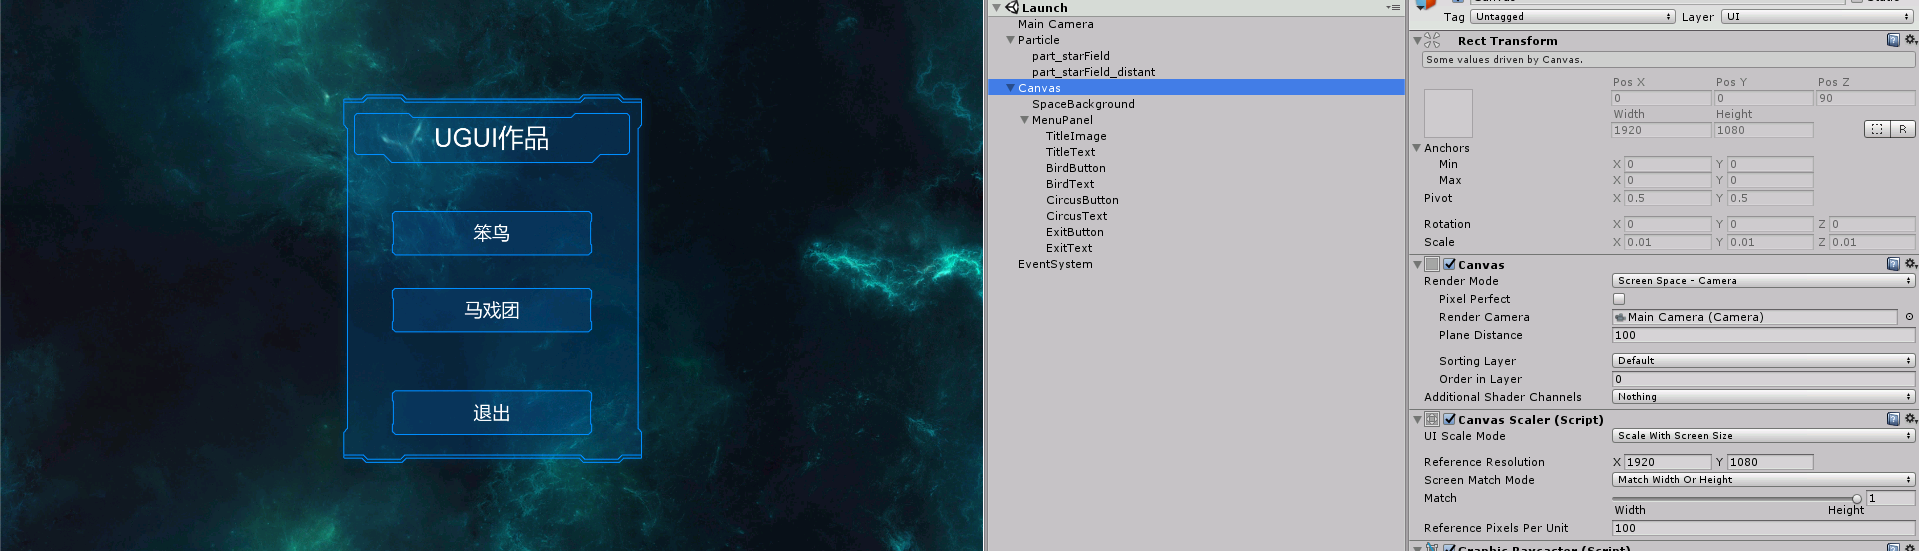 UGUI作品
笨鸟
马戏团
退出
Launch
Main Camera
Particle
part_starField
part_starField_distant
Canvas
SpaceBackground
MenuPanel
TitleImage
TitleText
BirdButton
BirdText
CircusButton
CircusText
ExitButton
ExitText
EventSystem
Tag Untagged Layer UI
Rect Transform
Some values driven by Canvas.
Pos X Pos Y Pos Z
0 0 90
Width Height
1920 1080
R
Anchors
Min X 0 Y 0
Max X 0 Y 0
Pivot X 0.5 Y 0.5
Rotation X 0 Y 0 Z 0
Scale X 0.01 Y 0.01 Z 0.01
Canvas
Render Mode Screen Space - Camera
Pixel Perfect
Render Camera Main Camera (Camera)
Plane Distance 100
Sorting Layer Default
Order in Layer 0
Additional Shader Channels Nothing
Canvas Scaler (Script)
UI Scale Mode Scale With Screen Size
Reference Resolution X 1920 Y 1080
Screen Match Mode Match Width Or Height
Match 1
Width Height
Reference Pixels Per Unit 100
Graphic Raycaster (Script)